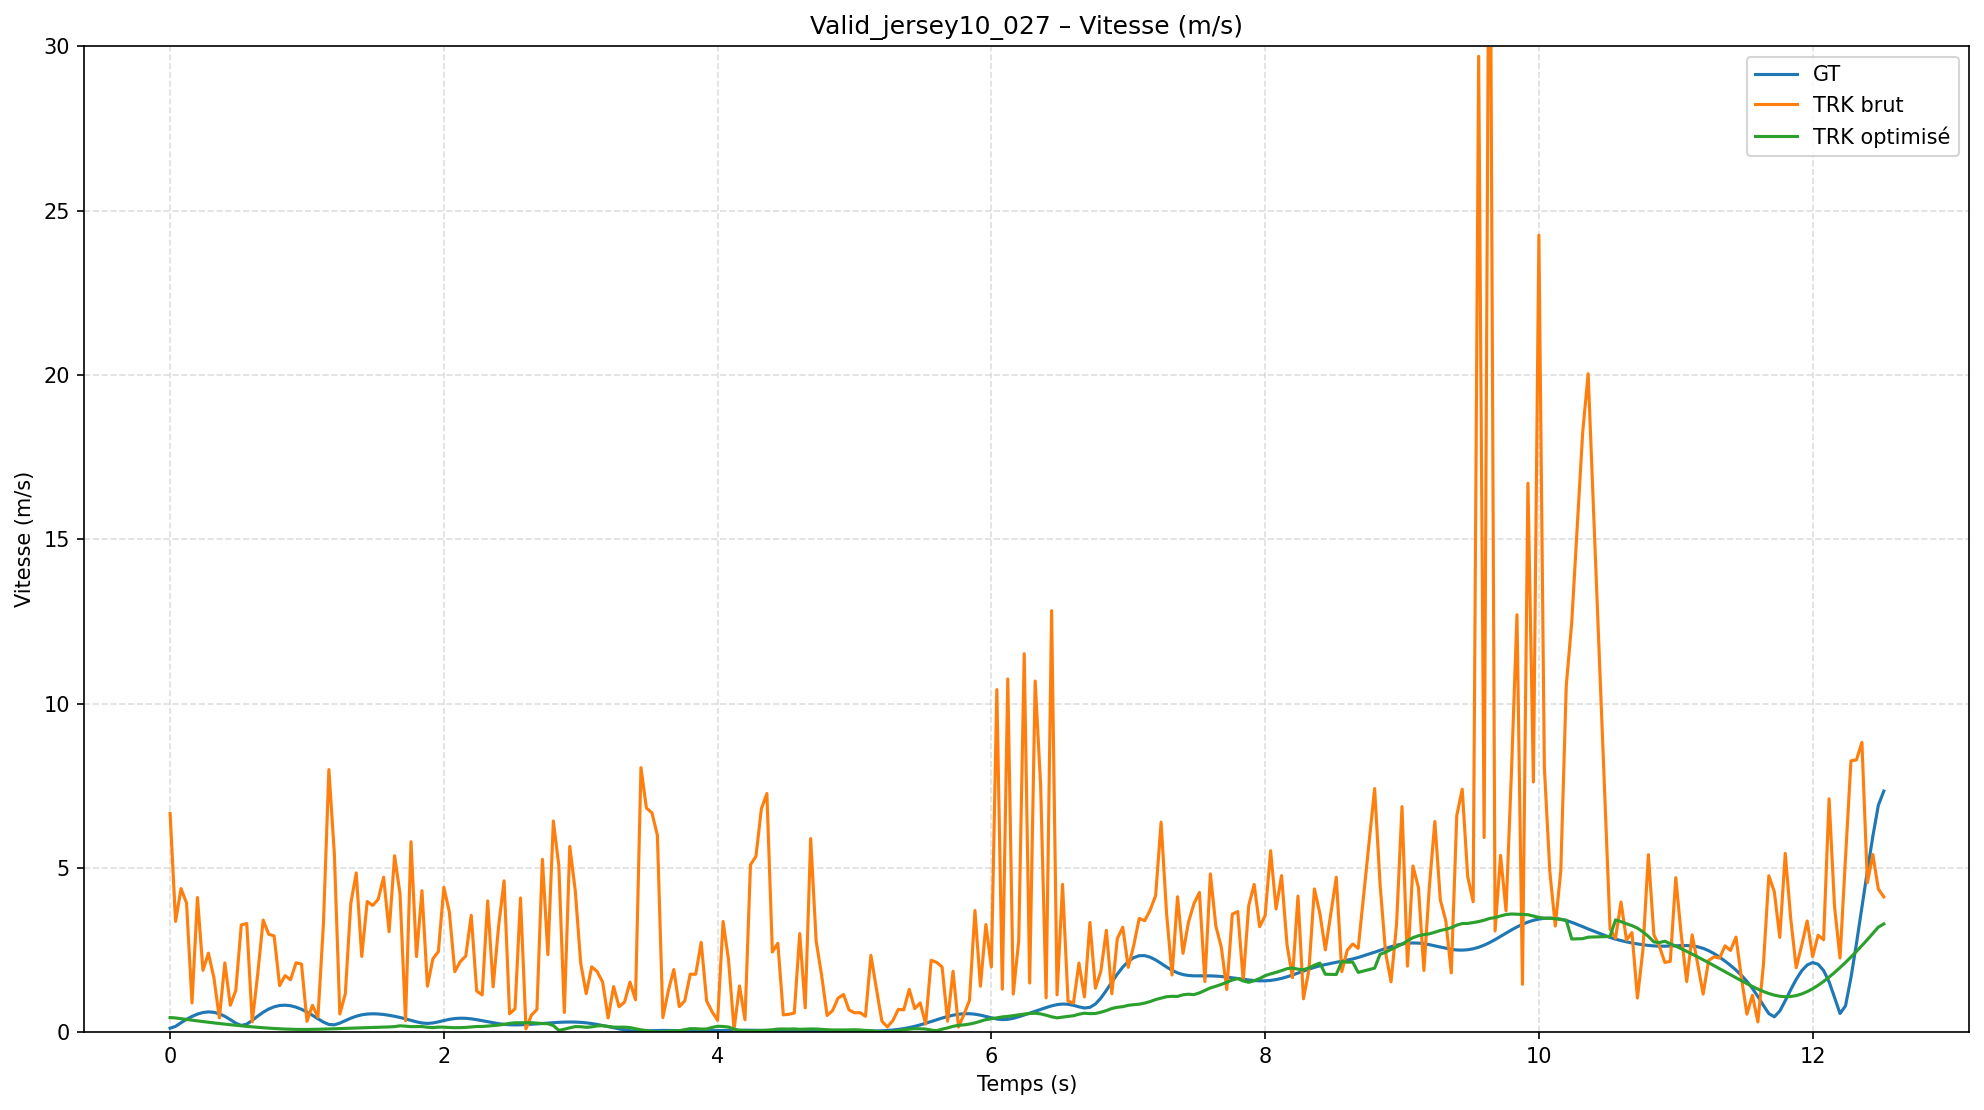 Valid_jersey10_027 – Vitesse (m/s)
GT
TRK brut
TRK optimisé
Vitesse (m/s)
30
25
20
15
10
5
0
0 2 4 6 8 10 12
Temps (s)